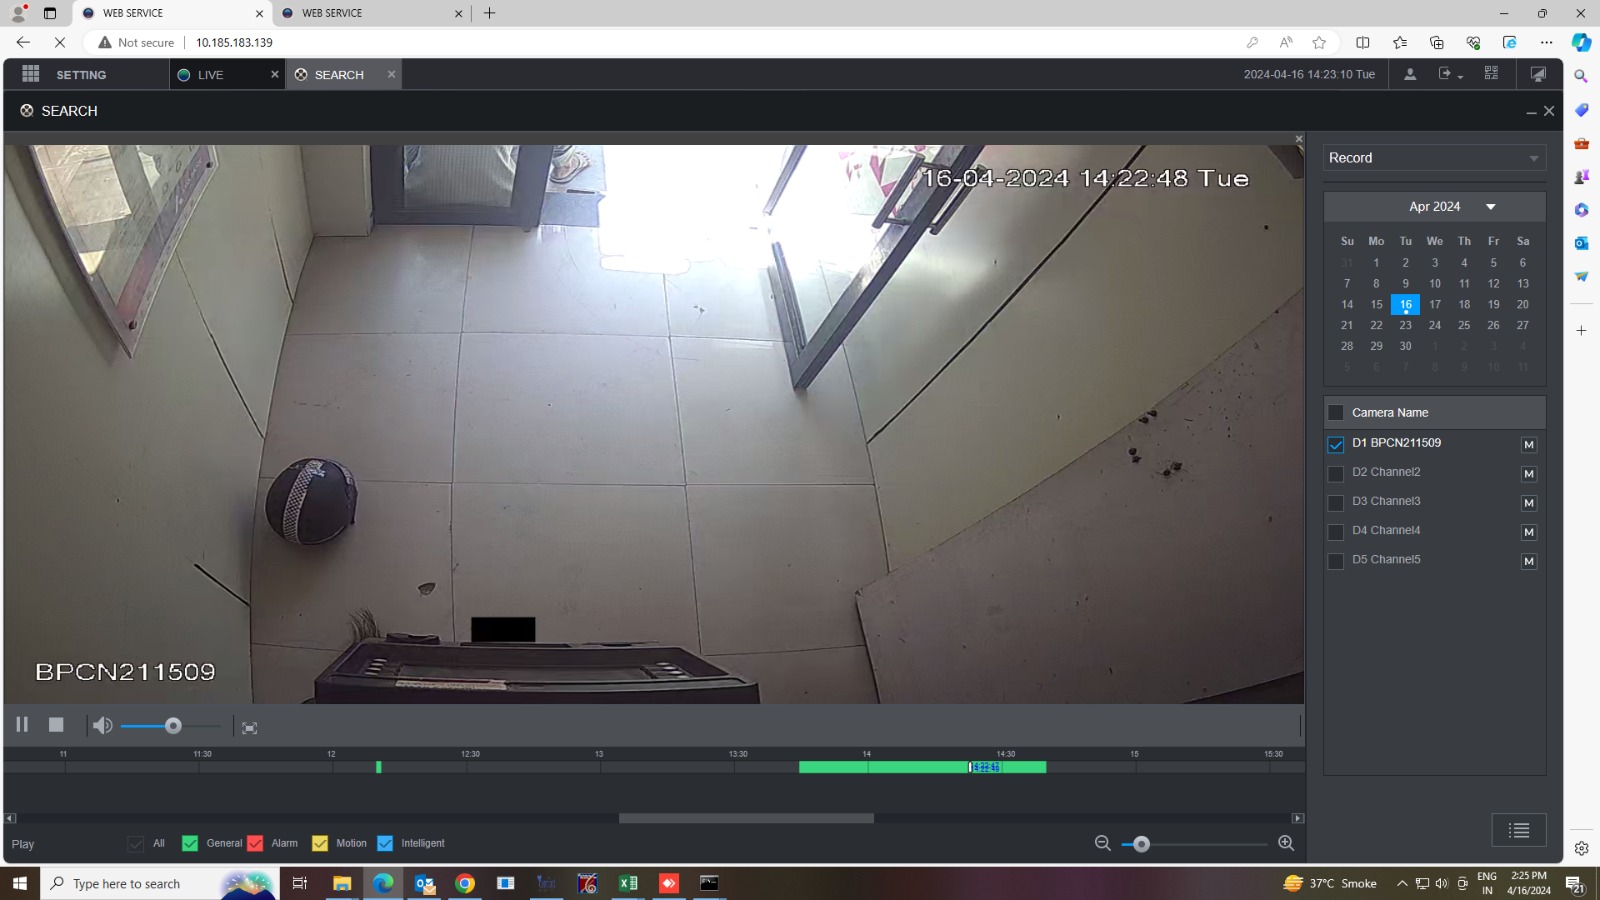 WEB SERVICE
WEB SERVICE
Not secure
10.185.183.139
SETTING
LIVE
SEARCH
2024-04-16 14:23:10 Tue
SEARCH
16-04-2024 14:22:48 Tue
BPCN211509
Record
Apr 2024
Su Mo Tu We Th Fr Sa
31 1 2 3 4 5 6
7 8 9 10 11 12 13
14 15 16 17 18 19 20
21 22 23 24 25 26 27
28 29 30 1 2 3 4
5 6 7 8 9 10 11
Camera Name
D1 BPCN211509 M
D2 Channel2 M
D3 Channel3 M
D4 Channel4 M
D5 Channel5 M
11 11:30 12 12:30 13 13:30 14 14:30 15 15:30
Play
All
General
Alarm
Motion
Intelligent
Type here to search
37°C Smoke
ENG
IN
2:25 PM
4/16/2024
21